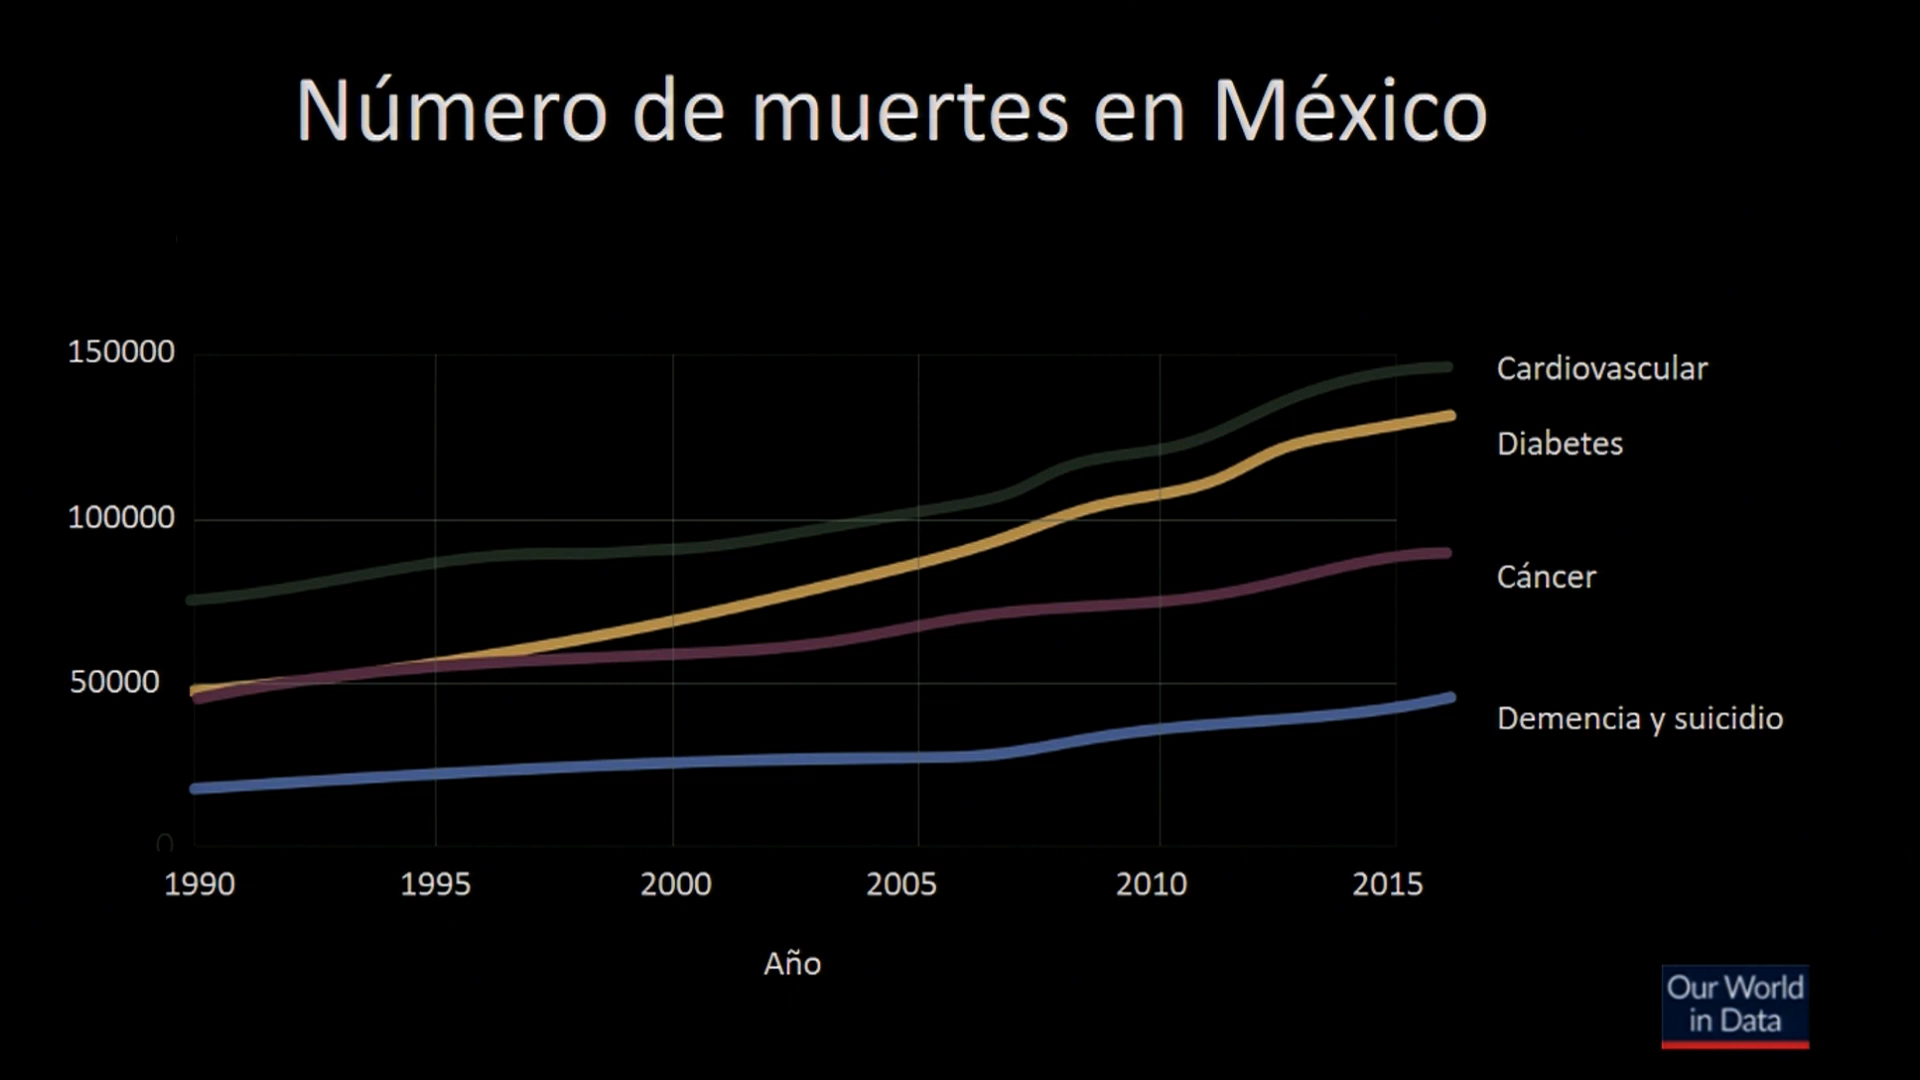 Número de muertes en México
150000
100000
50000
0
Cardiovascular
Diabetes
Cáncer
Demencia y suicidio
1990 1995 2000 2005 2010 2015
Año
Our World
in Data